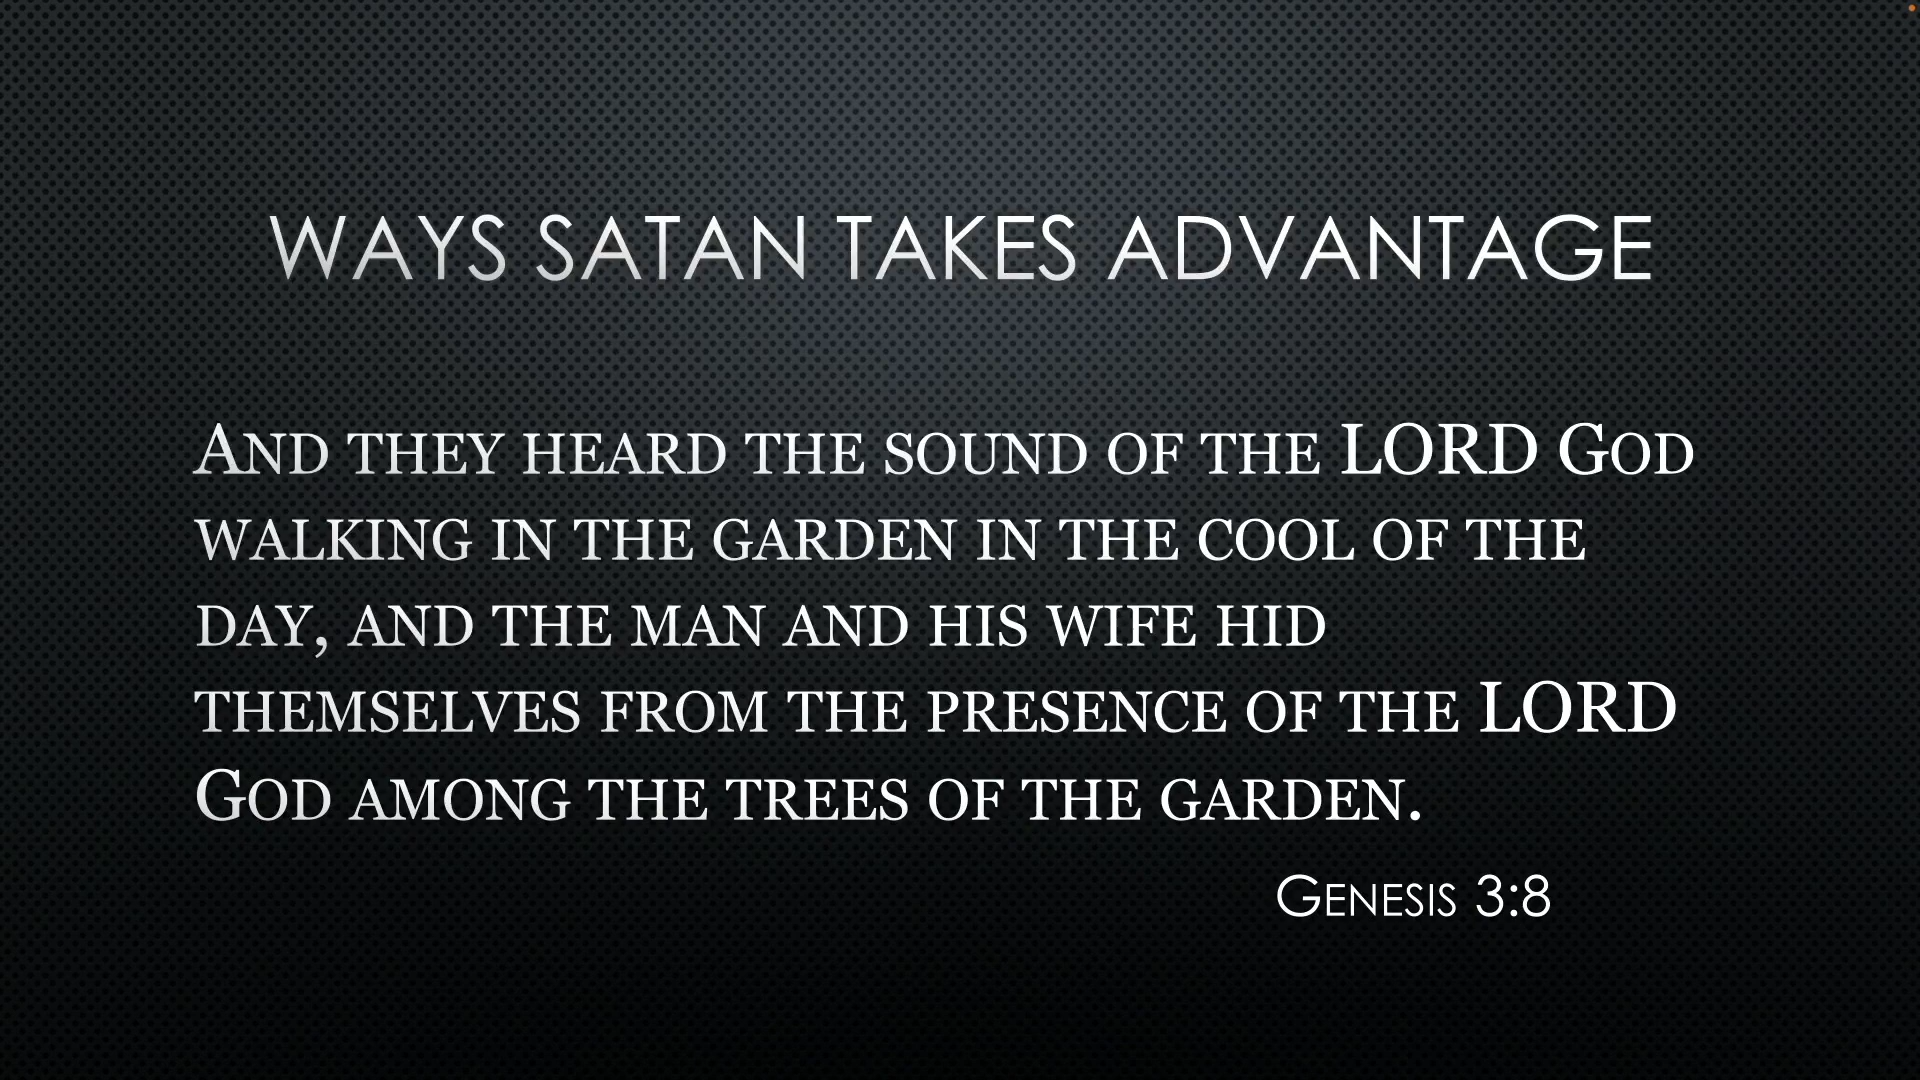 WAYS SATAN TAKES ADVANTAGE
And they heard the sound of the LORD God
walking in the garden in the cool of the
day, and the man and his wife hid
themselves from the presence of the LORD
God among the trees of the garden.
Genesis 3:8